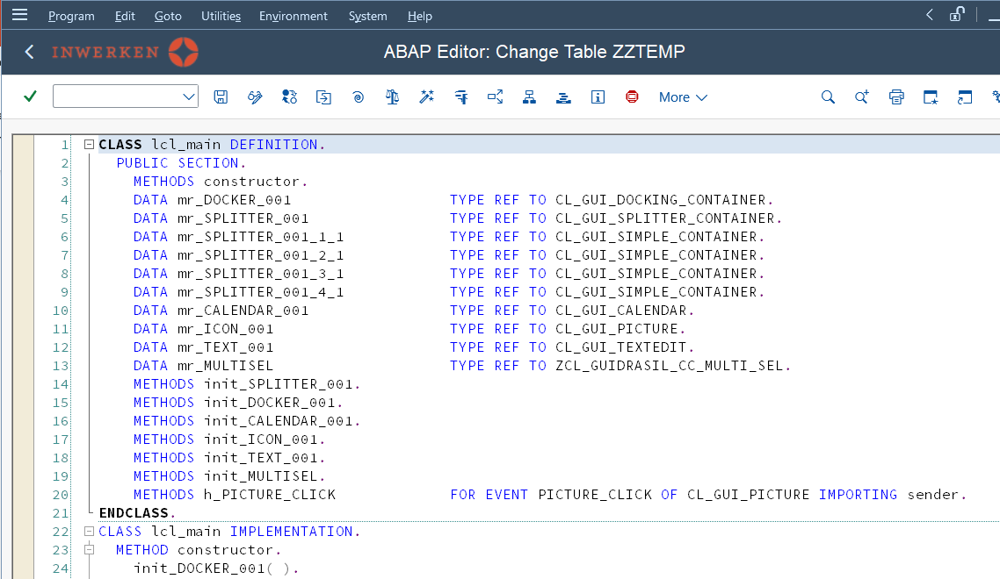 Program Edit Goto Utilities Environment System Help
INWERKEN ABAP Editor: Change Table ZZTEMP
More
1 CLASS lcl_main DEFINITION.
2 PUBLIC SECTION.
3 METHODS constructor.
4 DATA mr_DOCKER_001 TYPE REF TO CL_GUI_DOCKING_CONTAINER.
5 DATA mr_SPLITTER_001 TYPE REF TO CL_GUI_SPLITTER_CONTAINER.
6 DATA mr_SPLITTER_001_1_1 TYPE REF TO CL_GUI_SIMPLE_CONTAINER.
7 DATA mr_SPLITTER_001_2_1 TYPE REF TO CL_GUI_SIMPLE_CONTAINER.
8 DATA mr_SPLITTER_001_3_1 TYPE REF TO CL_GUI_SIMPLE_CONTAINER.
9 DATA mr_SPLITTER_001_4_1 TYPE REF TO CL_GUI_SIMPLE_CONTAINER.
10 DATA mr_CALENDAR_001 TYPE REF TO CL_GUI_CALENDAR.
11 DATA mr_ICON_001 TYPE REF TO CL_GUI_PICTURE.
12 DATA mr_TEXT_001 TYPE REF TO CL_GUI_TEXTEDIT.
13 DATA mr_MULTISEL TYPE REF TO ZCL_GUIDRASIL_CC_MULTI_SEL.
14 METHODS init_SPLITTER_001.
15 METHODS init_DOCKER_001.
16 METHODS init_CALENDAR_001.
17 METHODS init_ICON_001.
18 METHODS init_TEXT_001.
19 METHODS init_MULTISEL.
20 METHODS h_PICTURE_CLICK FOR EVENT PICTURE_CLICK OF CL_GUI_PICTURE IMPORTING sender.
21 ENDCLASS.
22 CLASS lcl_main IMPLEMENTATION.
23 METHOD constructor.
24 init_DOCKER_001( ).